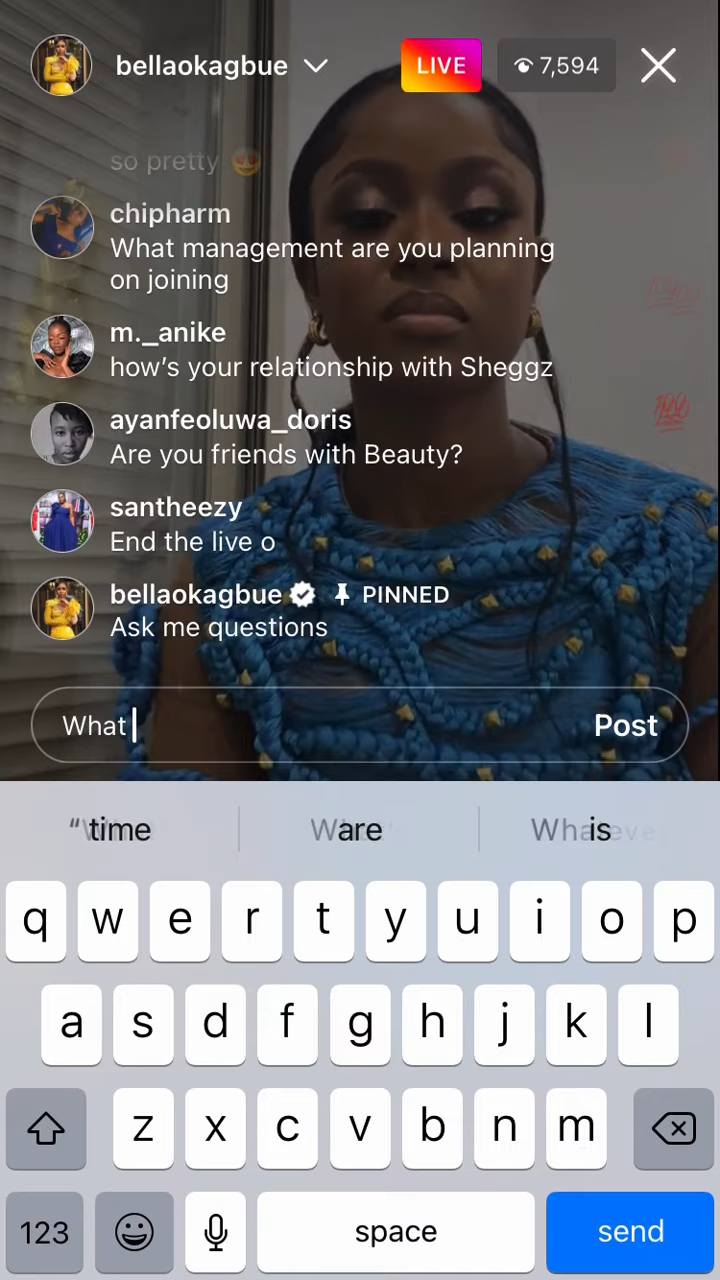 bellaokagbue
LIVE
7,594
so pretty 😍
chipharm
What management are you planning
on joining
m._anike
how’s your relationship with Sheggz
ayanfeoluwa_doris
Are you friends with Beauty?
santheezy
End the live o
bellaokagbue PINNED
Ask me questions
What
Post
time are is
q w e r t y u i o p
a s d f g h j k l
z x c v b n m
123 space send